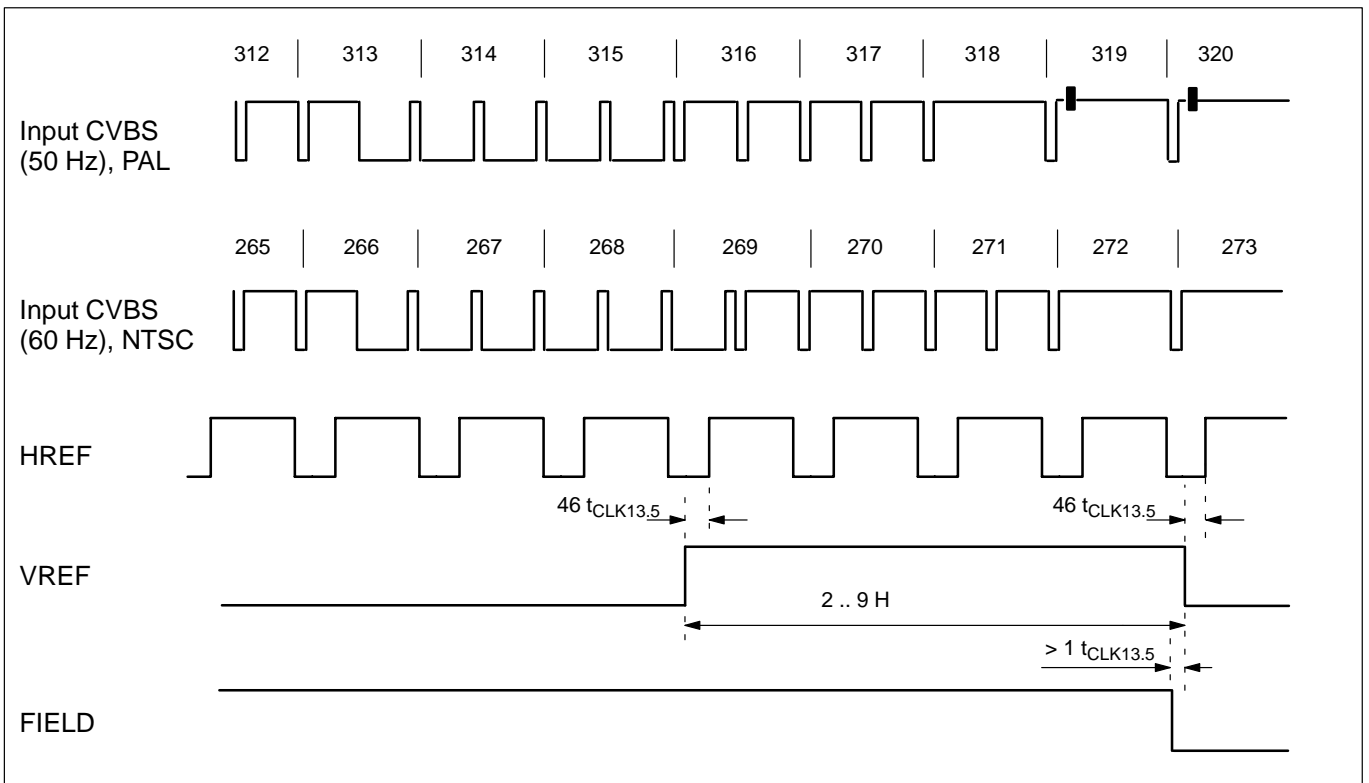 312 313 314 315 316 317 318 319 320
Input CVBS
(50 Hz), PAL
265 266 267 268 269 270 271 272 273
Input CVBS
(60 Hz), NTSC
HREF
46 tCLK13.5 46 tCLK13.5
VREF
2 .. 9 H
> 1 tCLK13.5
FIELD